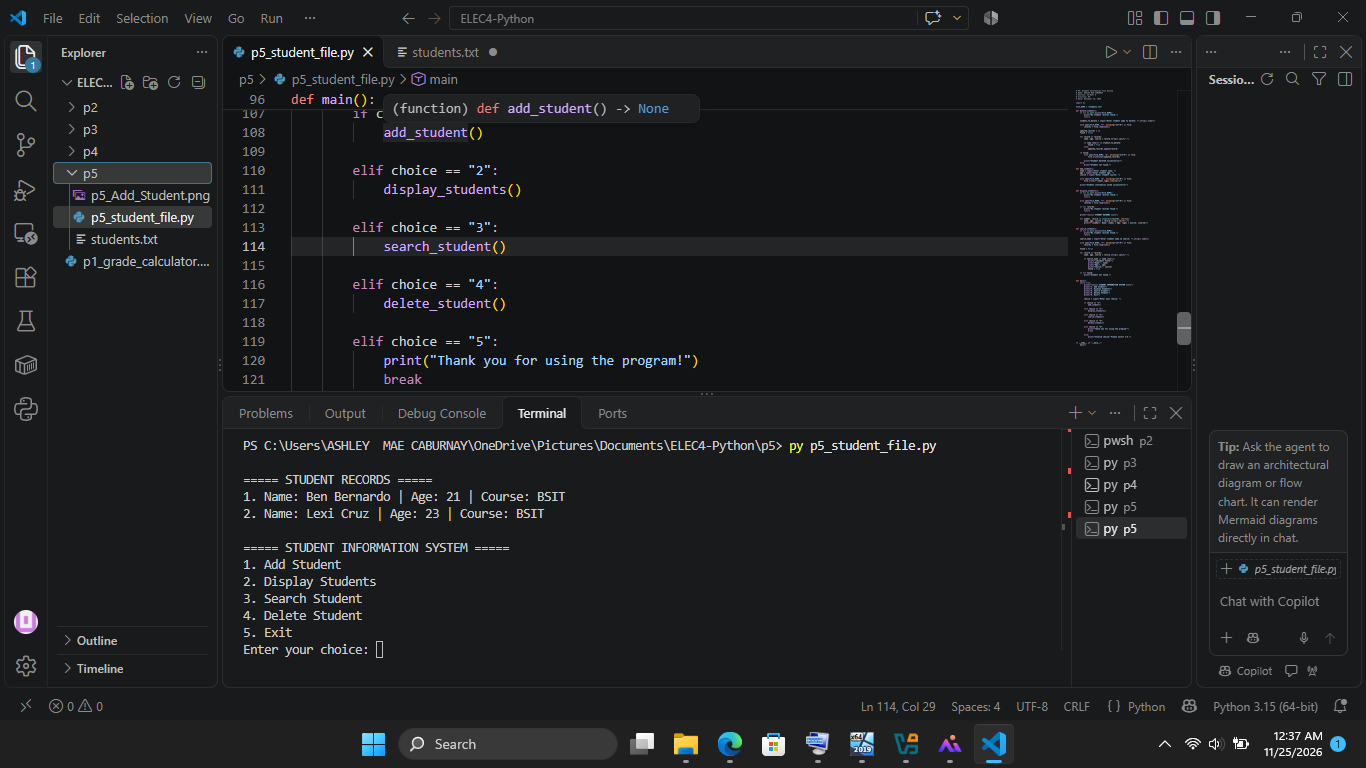 File Edit Selection View Go Run ··· ELEC4-Python
Explorer ···
ELEC...
p2
p3
p4
p5
p5_Add_Student.png
p5_student_file.py
students.txt
p1_grade_calculator....
Outline
Timeline
p5_student_file.py students.txt
p5 > p5_student_file.py > main
96 def main():
(function) def add_student() -> None
107 if c
108 add_student()
109
110 elif choice == "2":
111 display_students()
112
113 elif choice == "3":
114 search_student()
115
116 elif choice == "4":
117 delete_student()
118
119 elif choice == "5":
120 print("Thank you for using the program!")
121 break
Problems Output Debug Console Terminal Ports
PS C:\Users\ASHLEY  MAE CABURNAY\OneDrive\Pictures\Documents\ELEC4-Python\p5> py p5_student_file.py
===== STUDENT RECORDS =====
1. Name: Ben Bernardo | Age: 21 | Course: BSIT
2. Name: Lexi Cruz | Age: 23 | Course: BSIT
===== STUDENT INFORMATION SYSTEM =====
1. Add Student
2. Display Students
3. Search Student
4. Delete Student
5. Exit
Enter your choice:
pwsh p2
py p3
py p4
py p5
py p5
Sessio...
Tip: Ask the agent to
draw an architectural
diagram or flow
chart. It can render
Mermaid diagrams
directly in chat.
p5_student_file.py
Chat with Copilot
Copilot
0 0 Ln 114, Col 29 Spaces: 4 UTF-8 CRLF { } Python Python 3.15 (64-bit)
Search
x64
2019
12:37 AM
11/25/2026
1